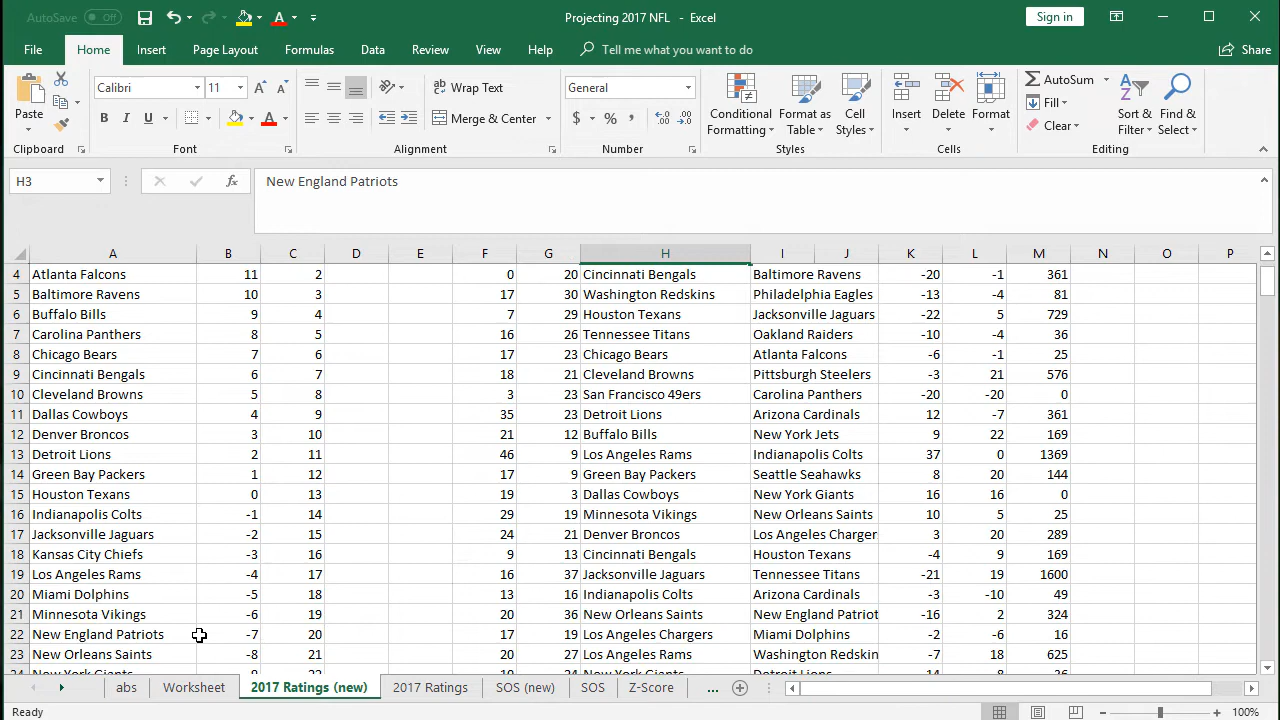 AutoSave Off Projecting 2017 NFL - Excel Sign in
File Home Insert Page Layout Formulas Data Review View Help Tell me what you want to do Share
Paste Calibri 11 A A Wrap Text General Conditional Formatting Format as Table Cell Styles Insert Delete Format AutoSum Sort & Filter Find & Select
B I U A Merge & Center $ % , Fill
Clear
Clipboard Font Alignment Number Styles Cells Editing
H3 fx New England Patriots
A B C D E F G H I J K L M N O P
4 Atlanta Falcons 11 2 0 20 Cincinnati Bengals Baltimore Ravens -20 -1 361
5 Baltimore Ravens 10 3 17 30 Washington Redskins Philadelphia Eagles -13 -4 81
6 Buffalo Bills 9 4 7 29 Houston Texans Jacksonville Jaguars -22 5 729
7 Carolina Panthers 8 5 16 26 Tennessee Titans Oakland Raiders -10 -4 36
8 Chicago Bears 7 6 17 23 Chicago Bears Atlanta Falcons -6 -1 25
9 Cincinnati Bengals 6 7 18 21 Cleveland Browns Pittsburgh Steelers -3 21 576
10 Cleveland Browns 5 8 3 23 San Francisco 49ers Carolina Panthers -20 -20 0
11 Dallas Cowboys 4 9 35 23 Detroit Lions Arizona Cardinals 12 -7 361
12 Denver Broncos 3 10 21 12 Buffalo Bills New York Jets 9 22 169
13 Detroit Lions 2 11 46 9 Los Angeles Rams Indianapolis Colts 37 0 1369
14 Green Bay Packers 1 12 17 9 Green Bay Packers Seattle Seahawks 8 20 144
15 Houston Texans 0 13 19 3 Dallas Cowboys New York Giants 16 16 0
16 Indianapolis Colts -1 14 29 19 Minnesota Vikings New Orleans Saints 10 5 25
17 Jacksonville Jaguars -2 15 24 21 Denver Broncos Los Angeles Charger 3 20 289
18 Kansas City Chiefs -3 16 9 13 Cincinnati Bengals Houston Texans -4 9 169
19 Los Angeles Rams -4 17 16 37 Jacksonville Jaguars Tennessee Titans -21 19 1600
20 Miami Dolphins -5 18 13 16 Indianapolis Colts Arizona Cardinals -3 -10 49
21 Minnesota Vikings -6 19 20 36 New Orleans Saints New England Patriot -16 2 324
22 New England Patriots -7 20 17 19 Los Angeles Chargers Miami Dolphins -2 -6 16
23 New Orleans Saints -8 21 20 27 Los Angeles Rams Washington Redskin -7 18 625
abs Worksheet 2017 Ratings (new) 2017 Ratings SOS (new) SOS Z-Score ...
Ready 100%